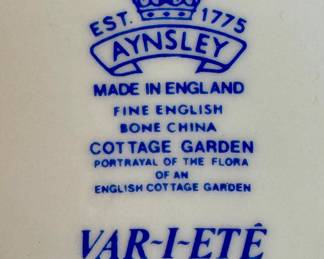 EST. 1775
AYNSLEY
MADE IN ENGLAND
FINE ENGLISH
BONE CHINA
COTTAGE GARDEN
PORTRAYAL OF THE FLORA
OF AN
ENGLISH COTTAGE GARDEN
VAR-I-ETÊ